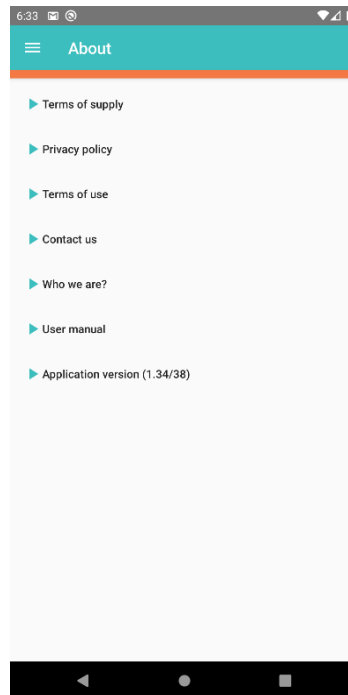 6:33
About
Terms of supply
Privacy policy
Terms of use
Contact us
Who we are?
User manual
Application version (1.34/38)